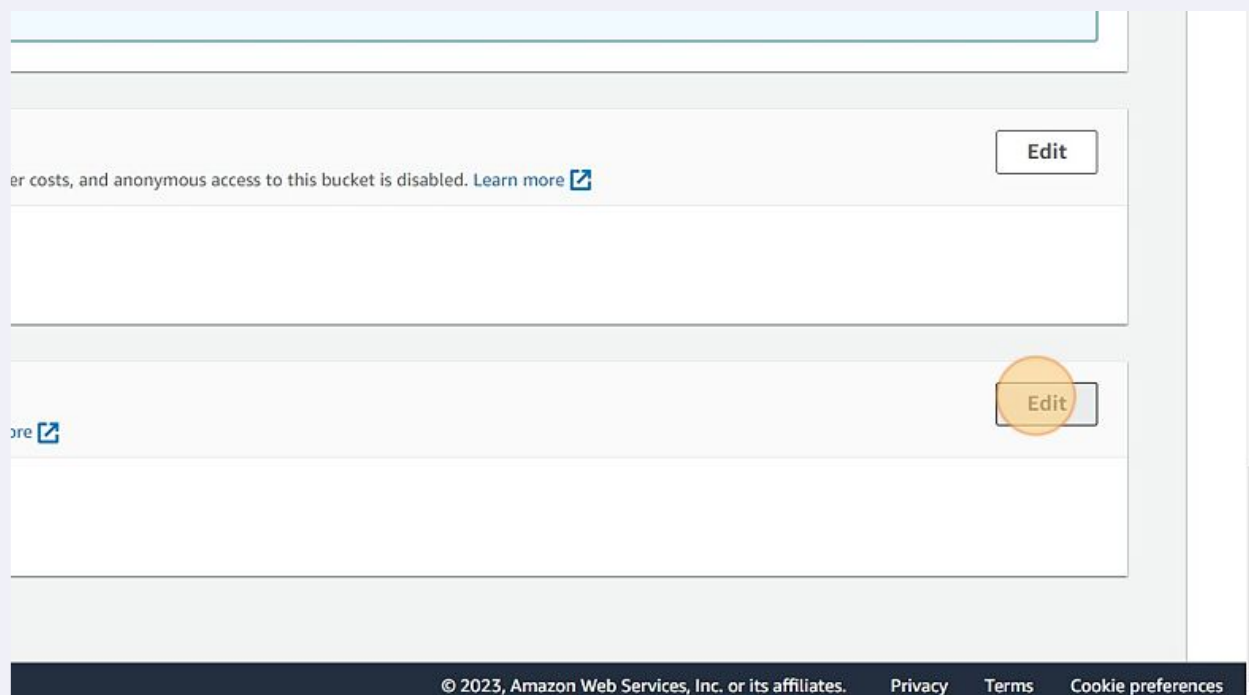 Edit
er costs, and anonymous access to this bucket is disabled. Learn more
Edit
ore
© 2023, Amazon Web Services, Inc. or its affiliates. Privacy Terms Cookie preferences